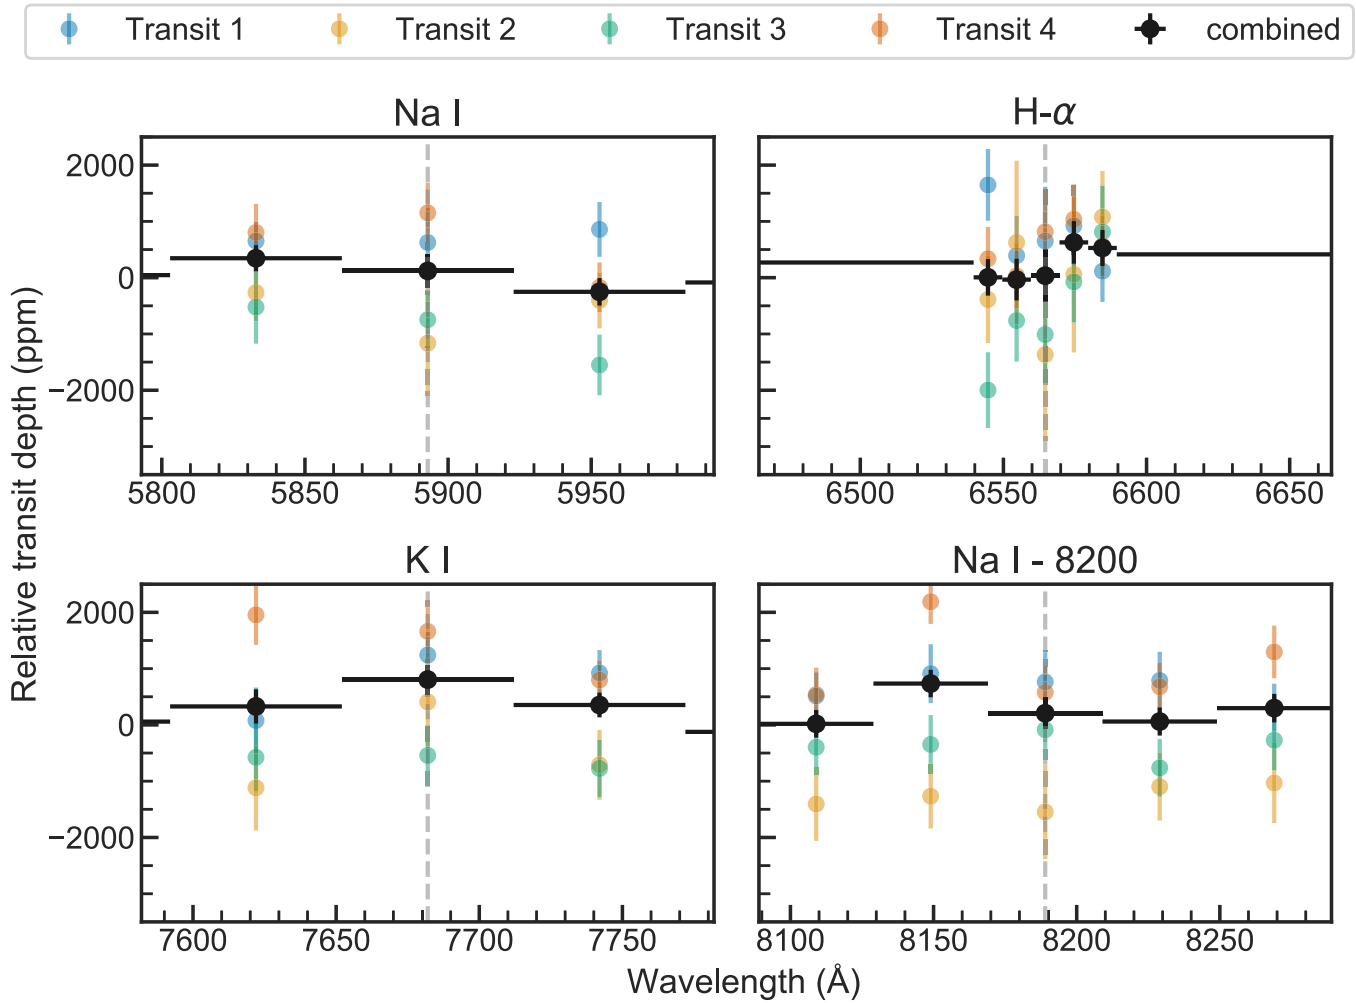 Transit 1 Transit 2 Transit 3 Transit 4 combined
Na I
H-α
2000
0
−2000
5800 5850 5900 5950
6500 6550 6600 6650
K I
Na I - 8200
2000
0
−2000
7600 7650 7700 7750
8100 8150 8200 8250
Relative transit depth (ppm)
Wavelength (Å)